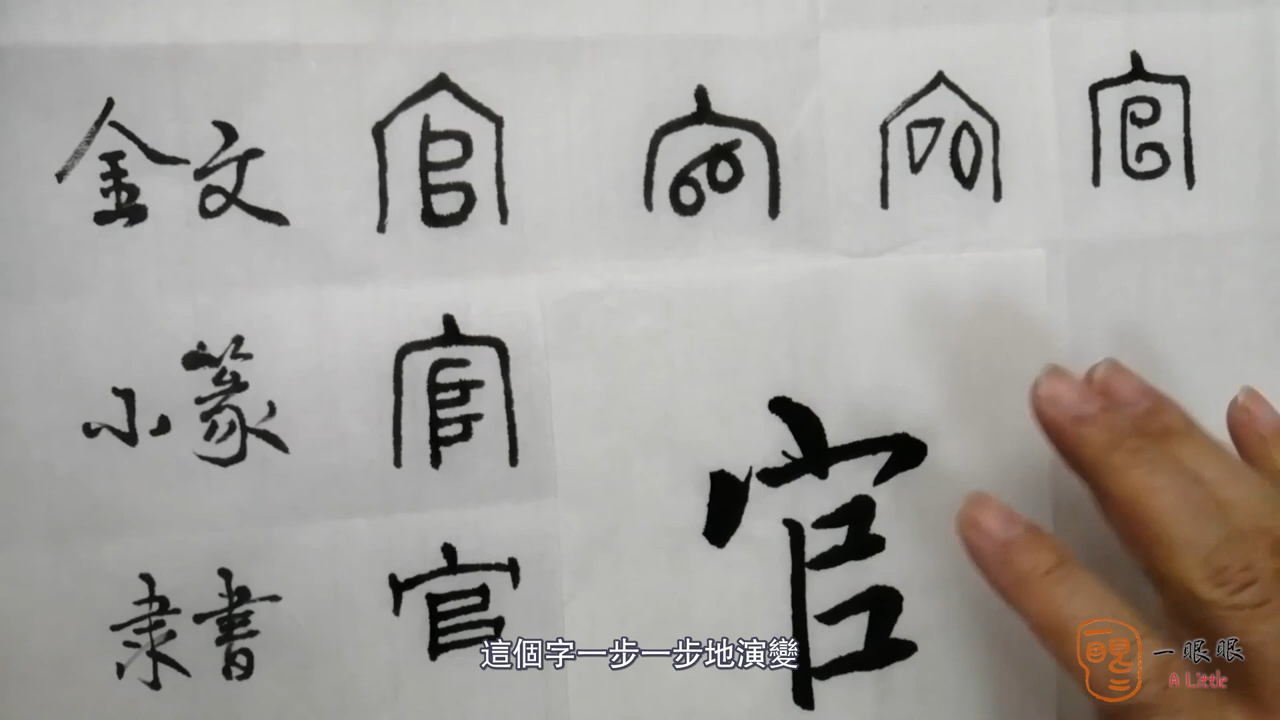 金文 官 官 官 官
小篆 官
隶書 官
官
這個字一步一步地演變
一眼眼
A Little